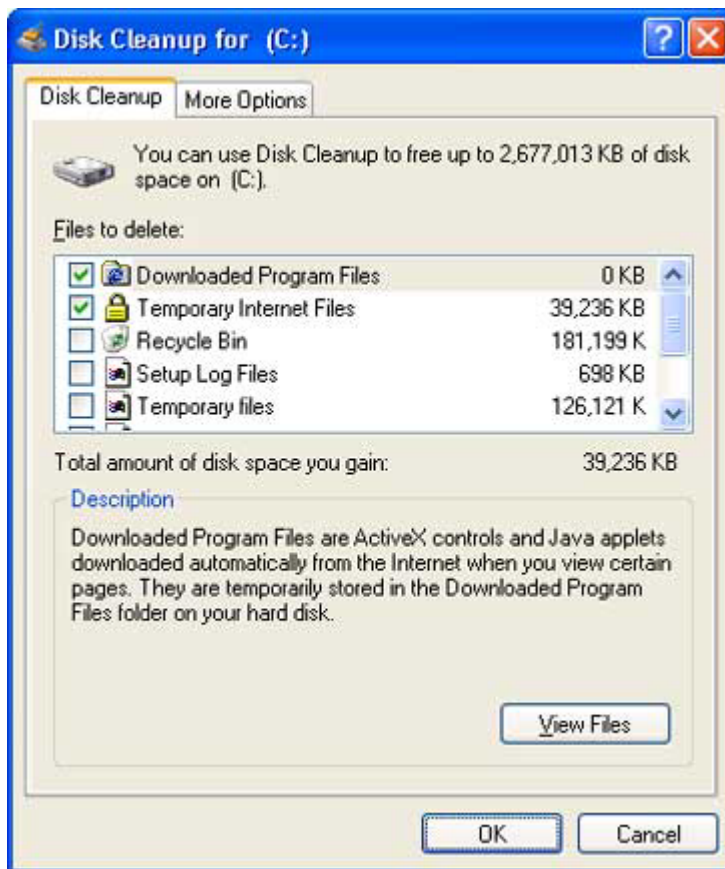 Disk Cleanup for (C:)
Disk Cleanup
More Options
You can use Disk Cleanup to free up to 2,677,013 KB of disk
space on (C:).
Files to delete:
Downloaded Program Files 0 KB
Temporary Internet Files 39,236 KB
Recycle Bin 181,199 K
Setup Log Files 698 KB
Temporary files 126,121 K
Total amount of disk space you gain: 39,236 KB
Description
Downloaded Program Files are ActiveX controls and Java applets
downloaded automatically from the Internet when you view certain
pages. They are temporarily stored in the Downloaded Program
Files folder on your hard disk.
View Files
OK
Cancel